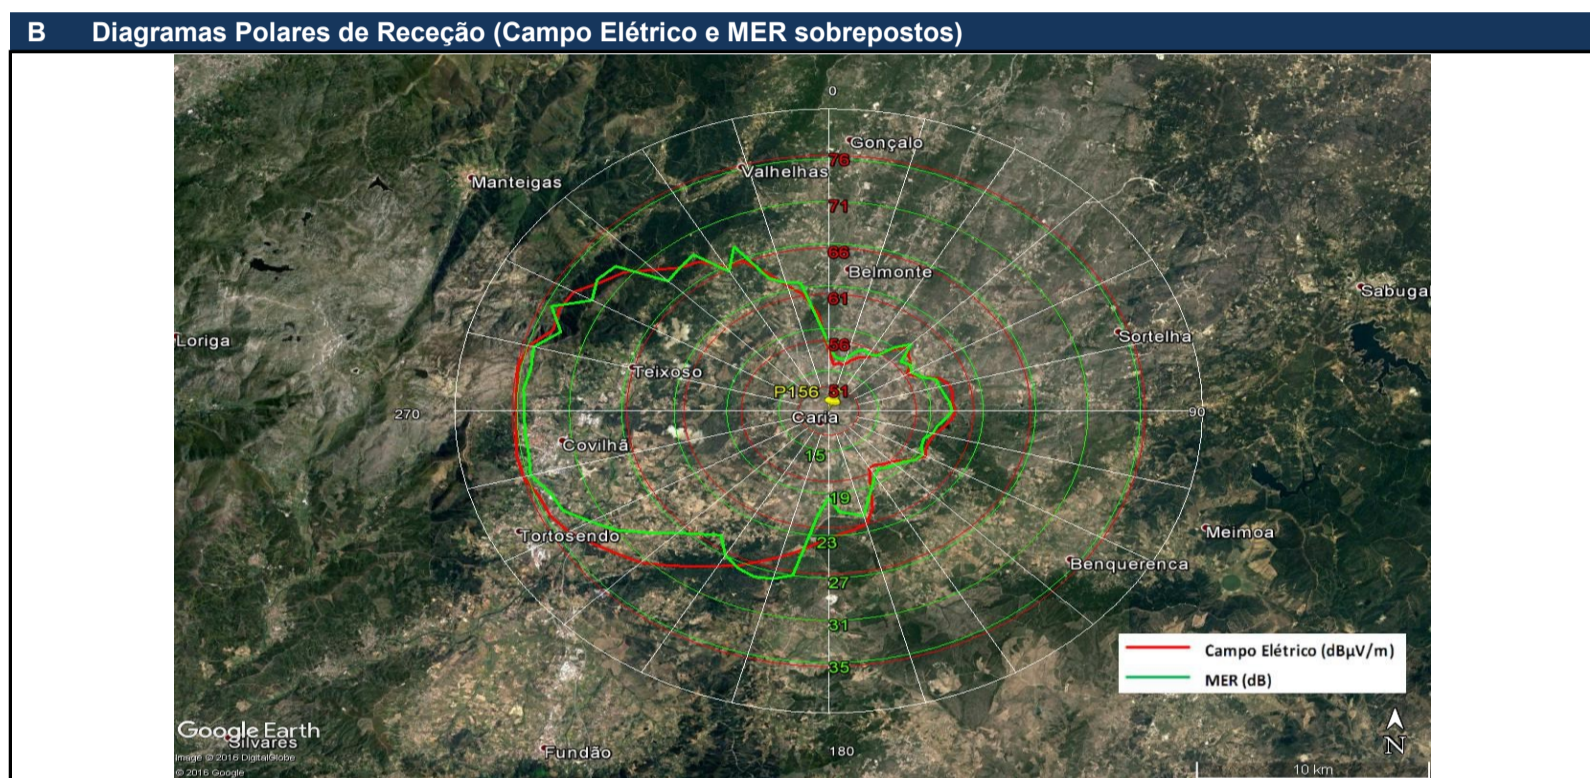 B Diagramas Polares de Receção (Campo Elétrico e MER sobrepostos)
0
Gonçalo
76
Valhelhas
Manteigas
71
66
Belmonte
61
Sabugal
Sortelha
56
Loriga
Teixoso
P156 51
270
90
Caria
Covilhã
15
19
Tortosendo
23
Meimoa
Benquerenca
27
31
Campo Elétrico (dBµV/m)
35
MER (dB)
Google Earth
Silvares
N
Fundão
180
Image © 2016 DigitalGlobe
© 2016 Google
10 km